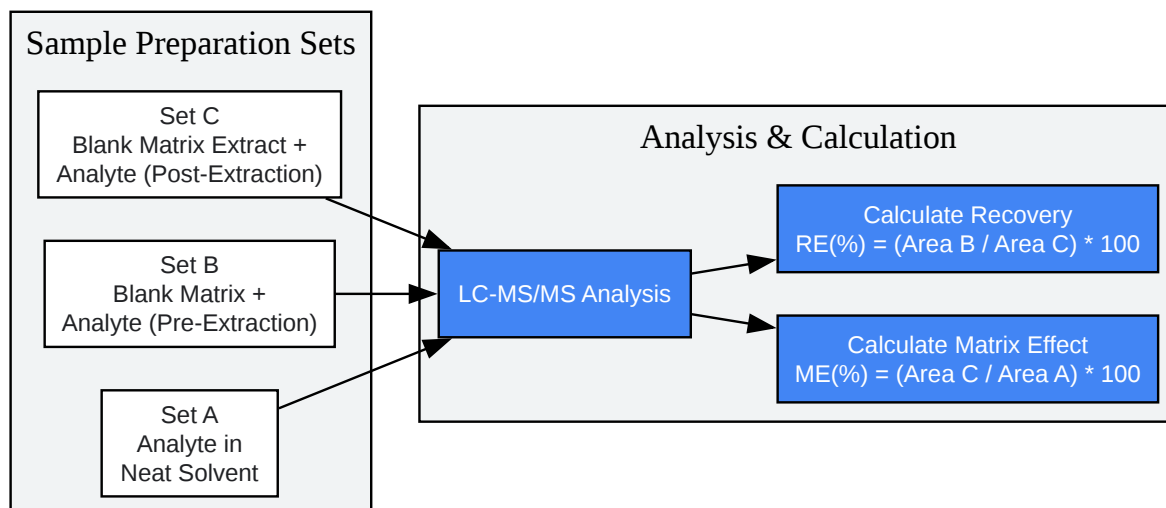 Sample Preparation Sets
Set C
Blank Matrix Extract +
Analyte (Post-Extraction)
Set B
Blank Matrix +
Analyte (Pre-Extraction)
Set A
Analyte in
Neat Solvent
Analysis & Calculation
LC-MS/MS Analysis
Calculate Recovery
RE(%) = (Area B / Area C) * 100
Calculate Matrix Effect
ME(%) = (Area C / Area A) * 100